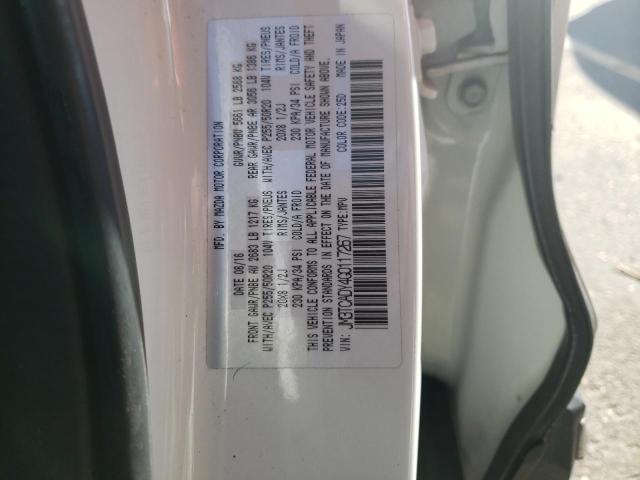 MFD. BY MAZDA MOTOR CORPORATION
DATE 06/16 GVWR/PNBV 5661 LB 2568 KG
FRONT GAWR/PNBE AV 2683 LB 1217 KG REAR GAWR/PNBE AR 3056 LB 1386 KG
WITH/AVEC P255/50R20 104V TIRES/PNEUS WITH/AVEC P255/50R20 104V TIRES/PNEUS
20X8 1/2J RIMS/JANTES 20X8 1/2J RIMS/JANTES
230 KPA/34 PSI COLD/A FROID 230 KPA/34 PSI COLD/A FROID
THIS VEHICLE CONFORMS TO ALL APPLICABLE FEDERAL MOTOR VEHICLE SAFETY AND THEFT
PREVENTION STANDARDS IN EFFECT ON THE DATE OF MANUFACTURE SHOWN ABOVE.
COLOR CODE: 25D MADE IN JAPAN
VIN: JM3TCADY4G0117267 TYPE: MPV